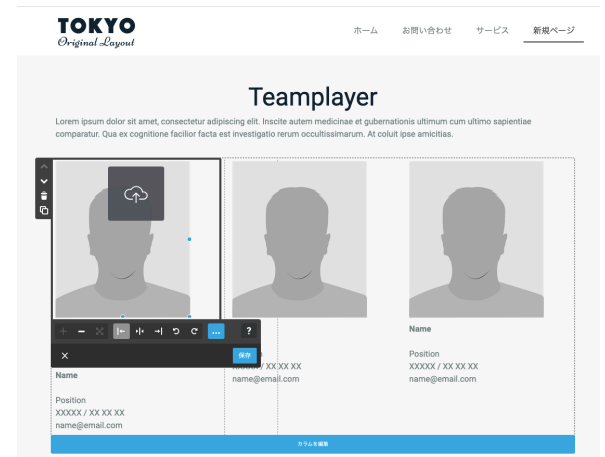 TOKYO
Original Layout
ホーム お問い合わせ サービス 新規ページ
Teamplayer
Lorem ipsum dolor sit amet, consectetur adipiscing elit. Inscite autem medicinae et gubernationis ultimum cum ultimo sapientiae
comparatur. Qua ex cognitione facilior facta est investigatio rerum occultissimarum. At coluit ipse amicitias.
?
保存
Name
Position
XXXXX / XX XX XX
name@email.com
XX XX XX
name@email.com
Name
Position
XXXXX / XX XX XX
name@email.com
カラムを編集